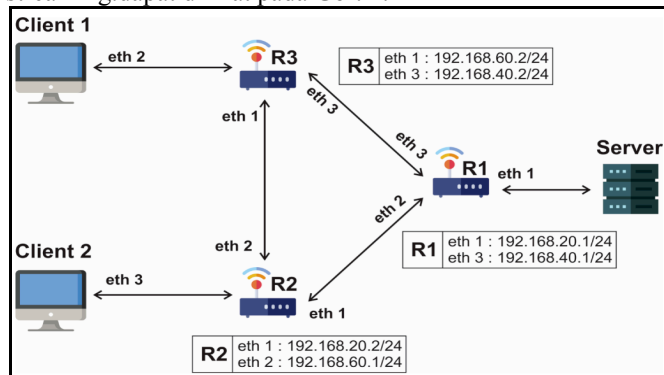 Client 1
eth 2
R3
R3
eth 1 : 192.168.60.2/24
eth 3 : 192.168.40.2/24
eth 1
eth 3
eth 3
R1
eth 1
Server
eth 2
R1
eth 1 : 192.168.20.1/24
eth 3 : 192.168.40.1/24
Client 2
eth 2
eth 3
R2
eth 1
R2
eth 1 : 192.168.20.2/24
eth 2 : 192.168.60.1/24